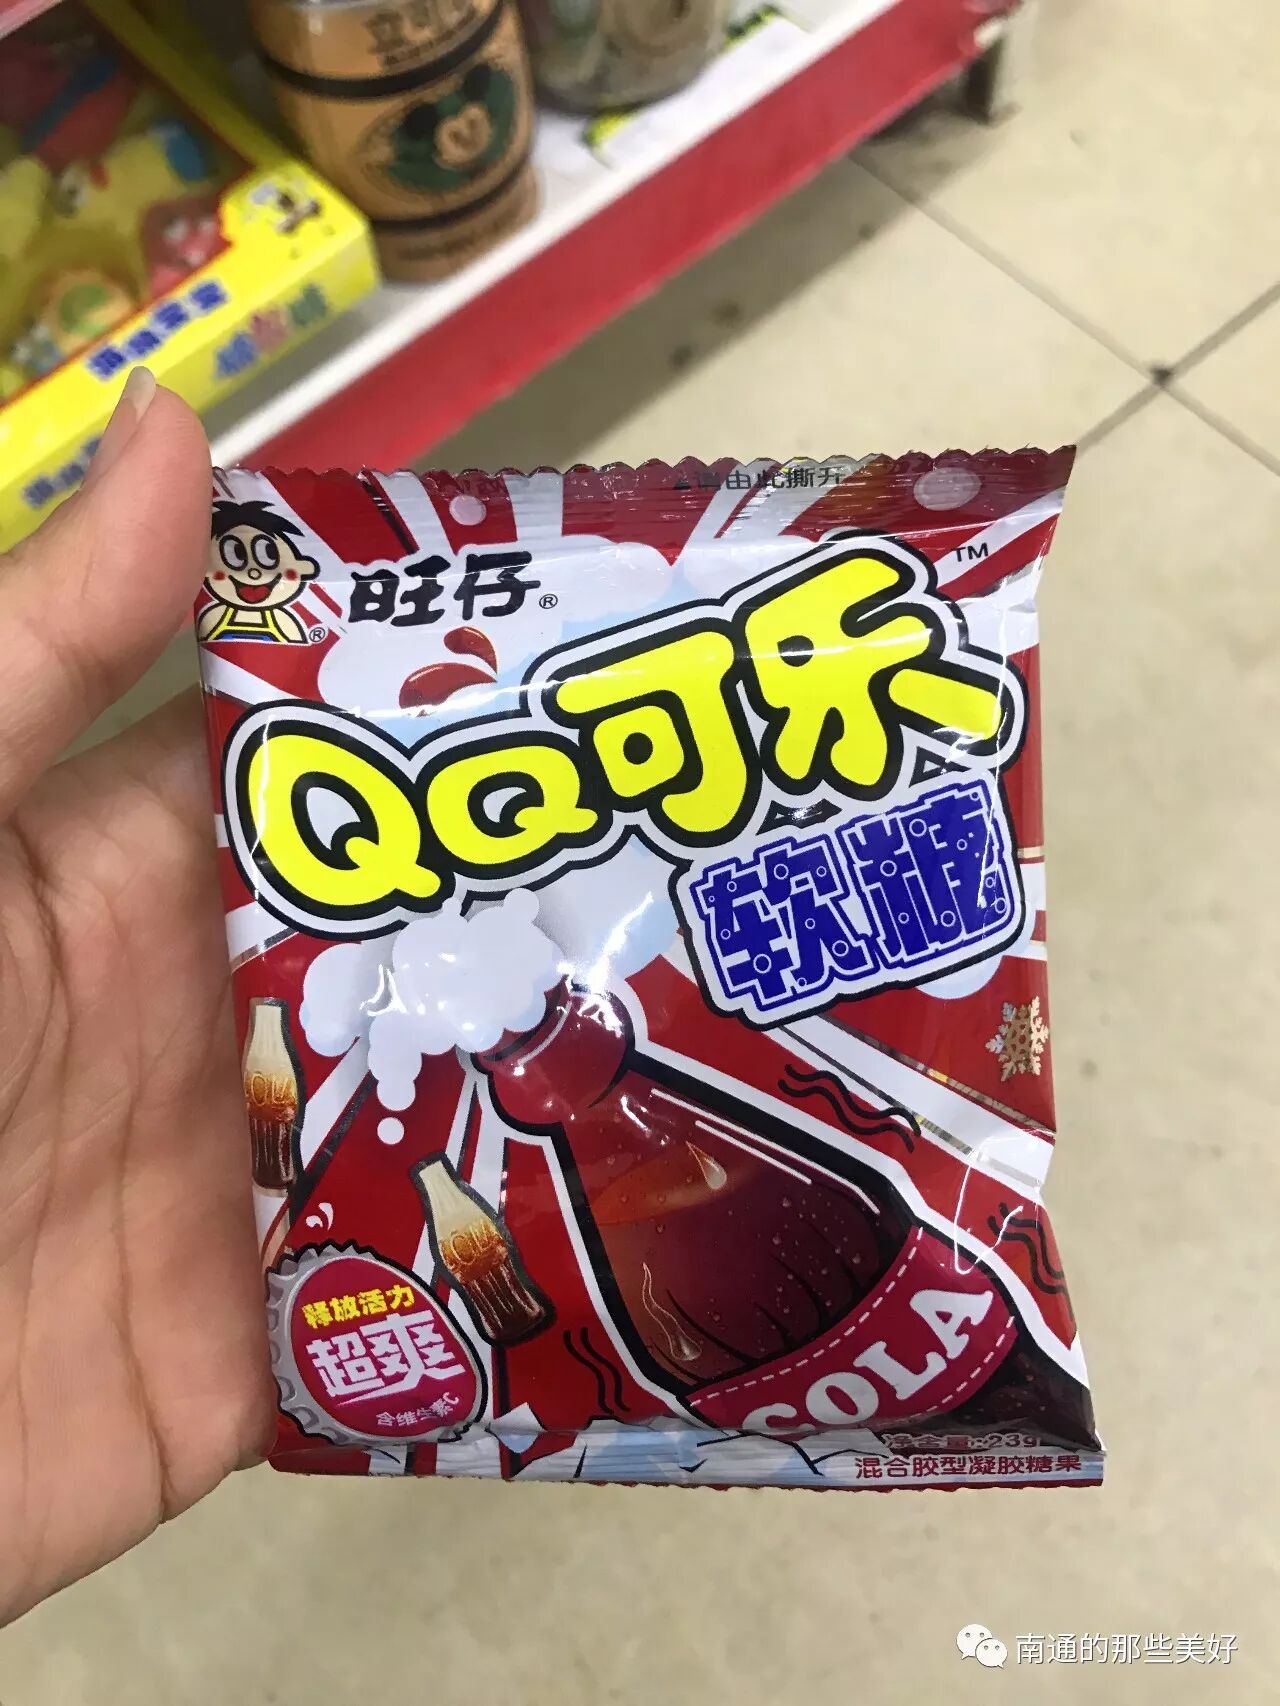 请由此撕开
旺仔®
®
TM
QQ可乐
软糖
COLA
释放活力
超爽
含维生素C
COLA
净含量:23g
混合胶型凝胶糖果
南通的那些美好